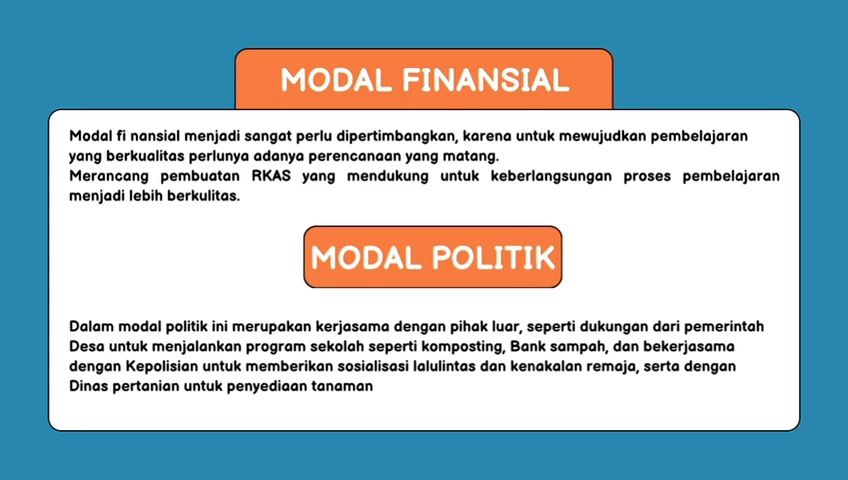 MODAL FINANSIAL
Modal fi nansial menjadi sangat perlu dipertimbangkan, karena untuk mewujudkan pembelajaran
yang berkualitas perlunya adanya perencanaan yang matang.
Merancang pembuatan RKAS yang mendukung untuk keberlangsungan proses pembelajaran
menjadi lebih berkulitas.
MODAL POLITIK
Dalam modal politik ini merupakan kerjasama dengan pihak luar, seperti dukungan dari pemerintah
Desa untuk menjalankan program sekolah seperti komposting, Bank sampah, dan bekerjasama
dengan Kepolisian untuk memberikan sosialisasi lalulintas dan kenakalan remaja, serta dengan
Dinas pertanian untuk penyediaan tanaman